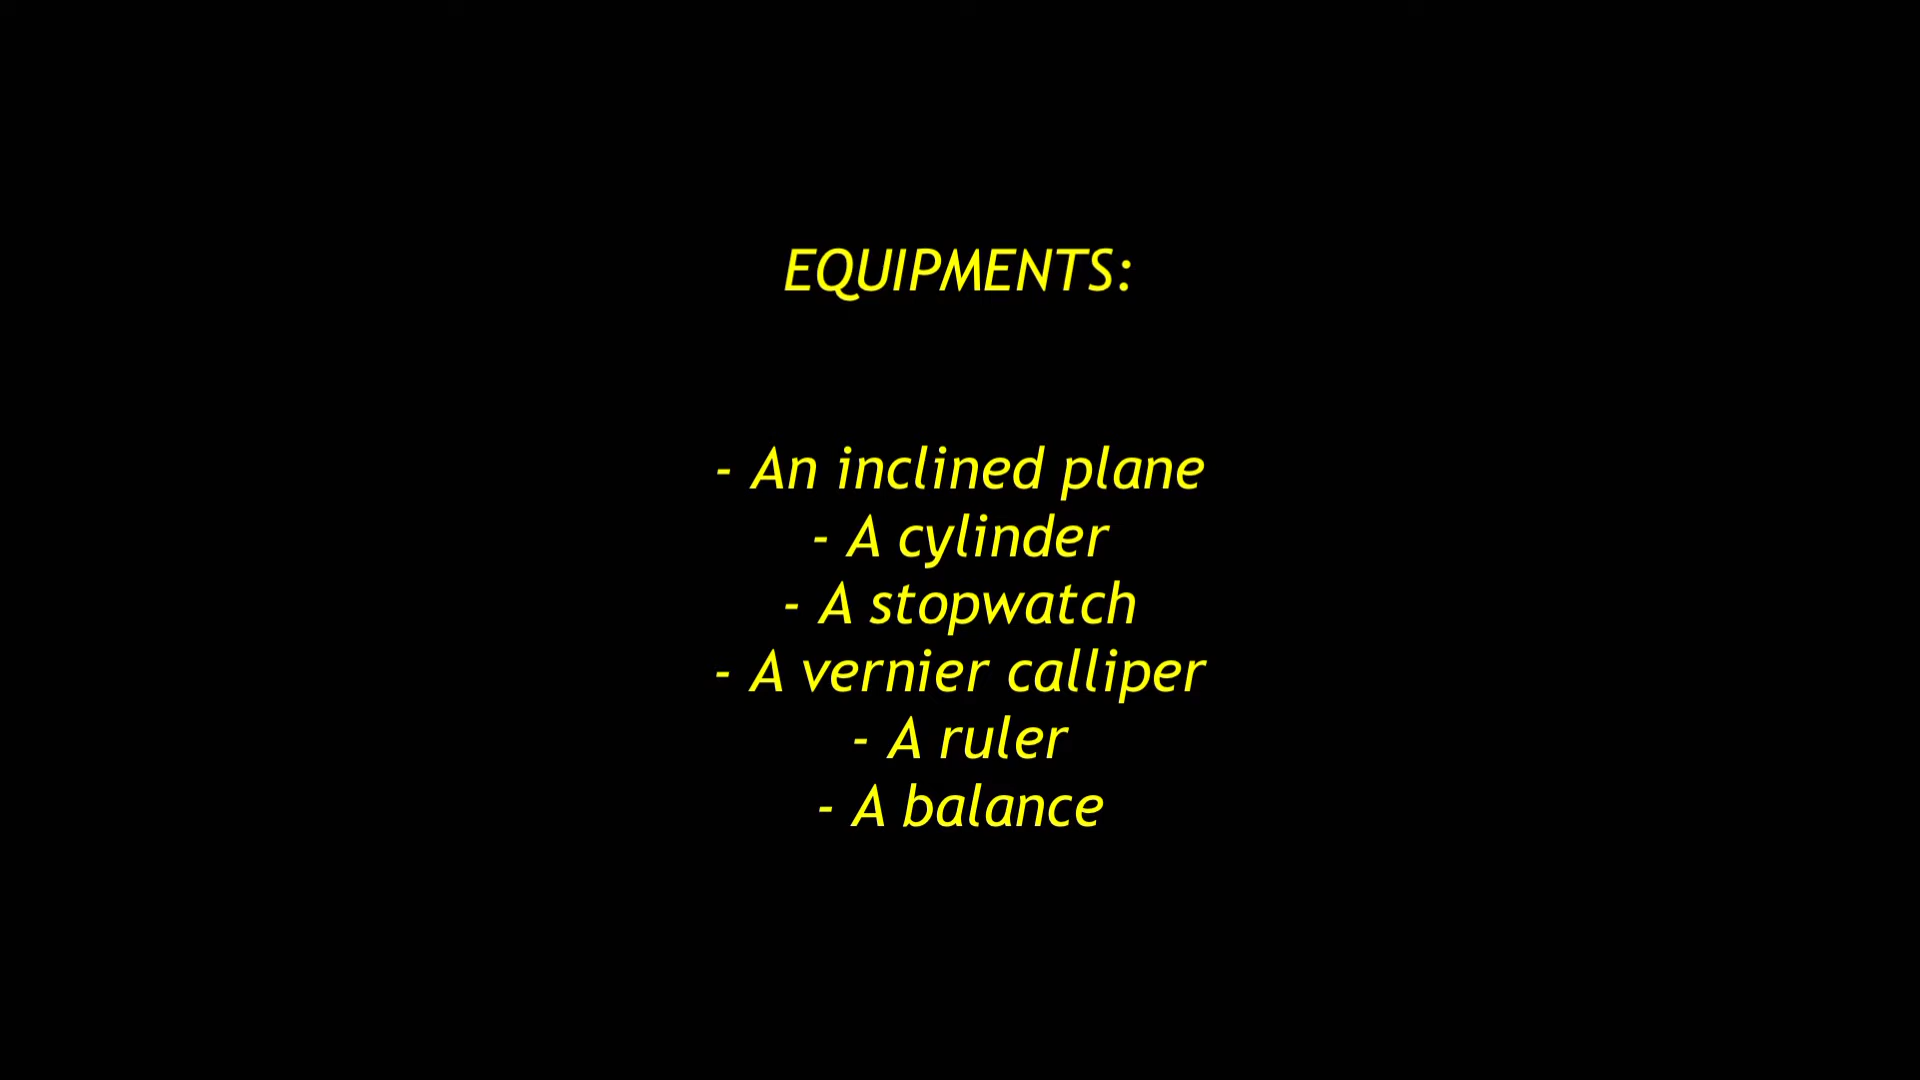 EQUIPMENTS:
- An inclined plane
- A cylinder
- A stopwatch
- A vernier calliper
- A ruler
- A balance